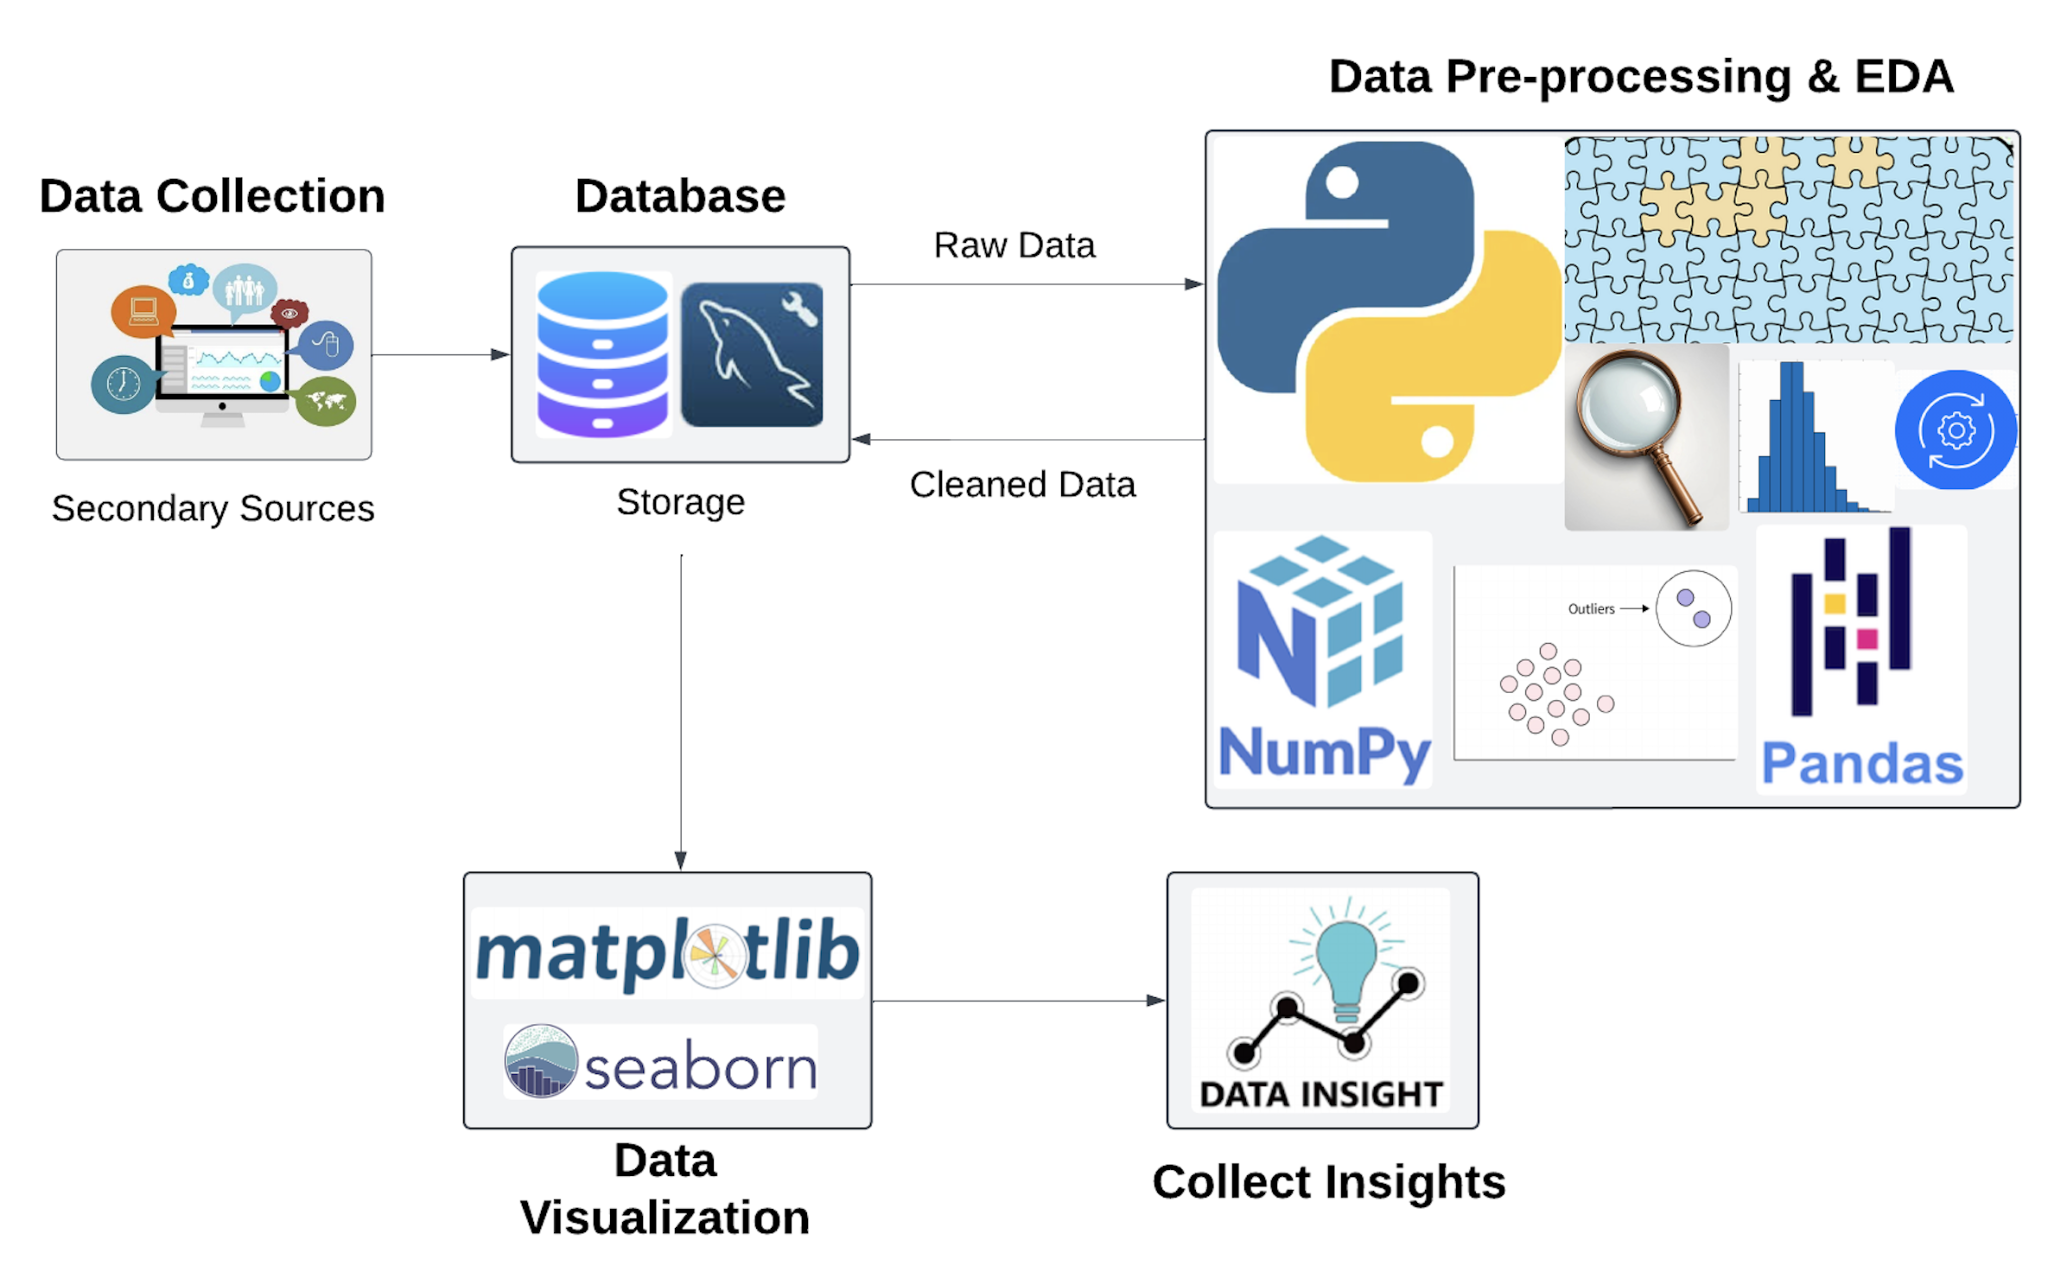 Data Pre-processing & EDA
Data Collection
Database
Raw Data
Cleaned Data
Secondary Sources
Storage
NumPy
Outliers
Pandas
matplotlib
seaborn
DATA INSIGHT
Data
Visualization
Collect Insights